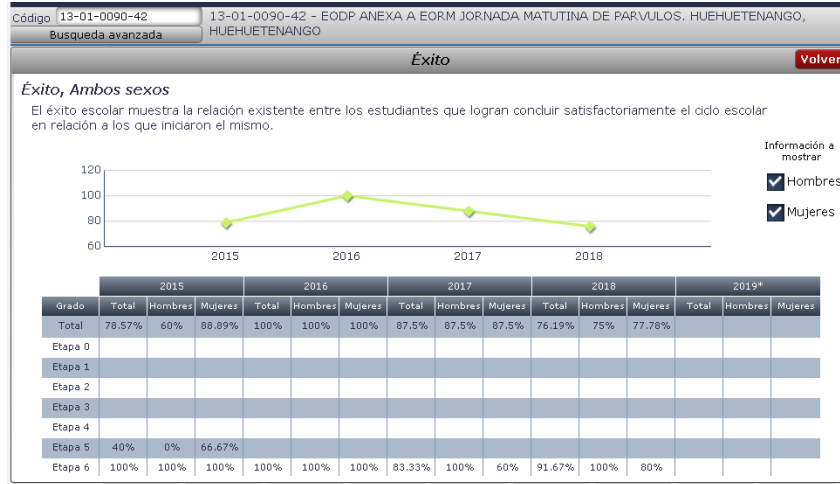 Código 13-01-0090-42 13-01-0090-42 - EODP ANEXA A EORM JORNADA MATUTINA DE PARVULOS. HUEHUETENANGO,
Busqueda avanzada HUEHUETENANGO
Éxito Volver
Éxito, Ambos sexos
El éxito escolar muestra la relación existente entre los estudiantes que logran concluir satisfactoriamente el ciclo escolar
en relación a los que iniciaron el mismo.
Información a
mostrar
Hombres
Mujeres
120
100
80
60
2015 2016 2017 2018
2015 2016 2017 2018 2019*
Grado Total Hombres Mujeres Total Hombres Mujeres Total Hombres Mujeres Total Hombres Mujeres Total Hombres Mujeres
Total 78.57% 60% 88.89% 100% 100% 100% 87.5% 87.5% 87.5% 76.19% 75% 77.78%
Etapa 0
Etapa 1
Etapa 2
Etapa 3
Etapa 4
Etapa 5 40% 0% 66.67%
Etapa 6 100% 100% 100% 100% 100% 100% 83.33% 100% 60% 91.67% 100% 80%